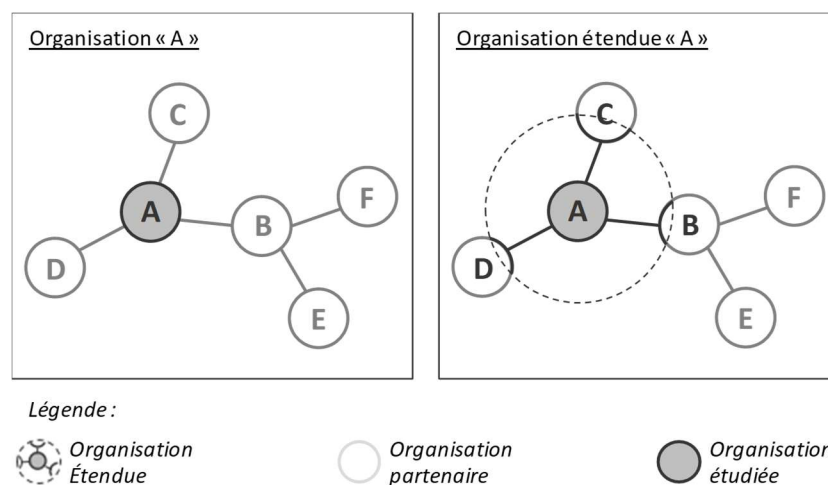 Organisation « A »
C
A
B
F
D
E
Organisation étendue « A »
C
A
B
F
D
E
Légende :
Organisation
Étendue
Organisation
partenaire
Organisation
étudiée